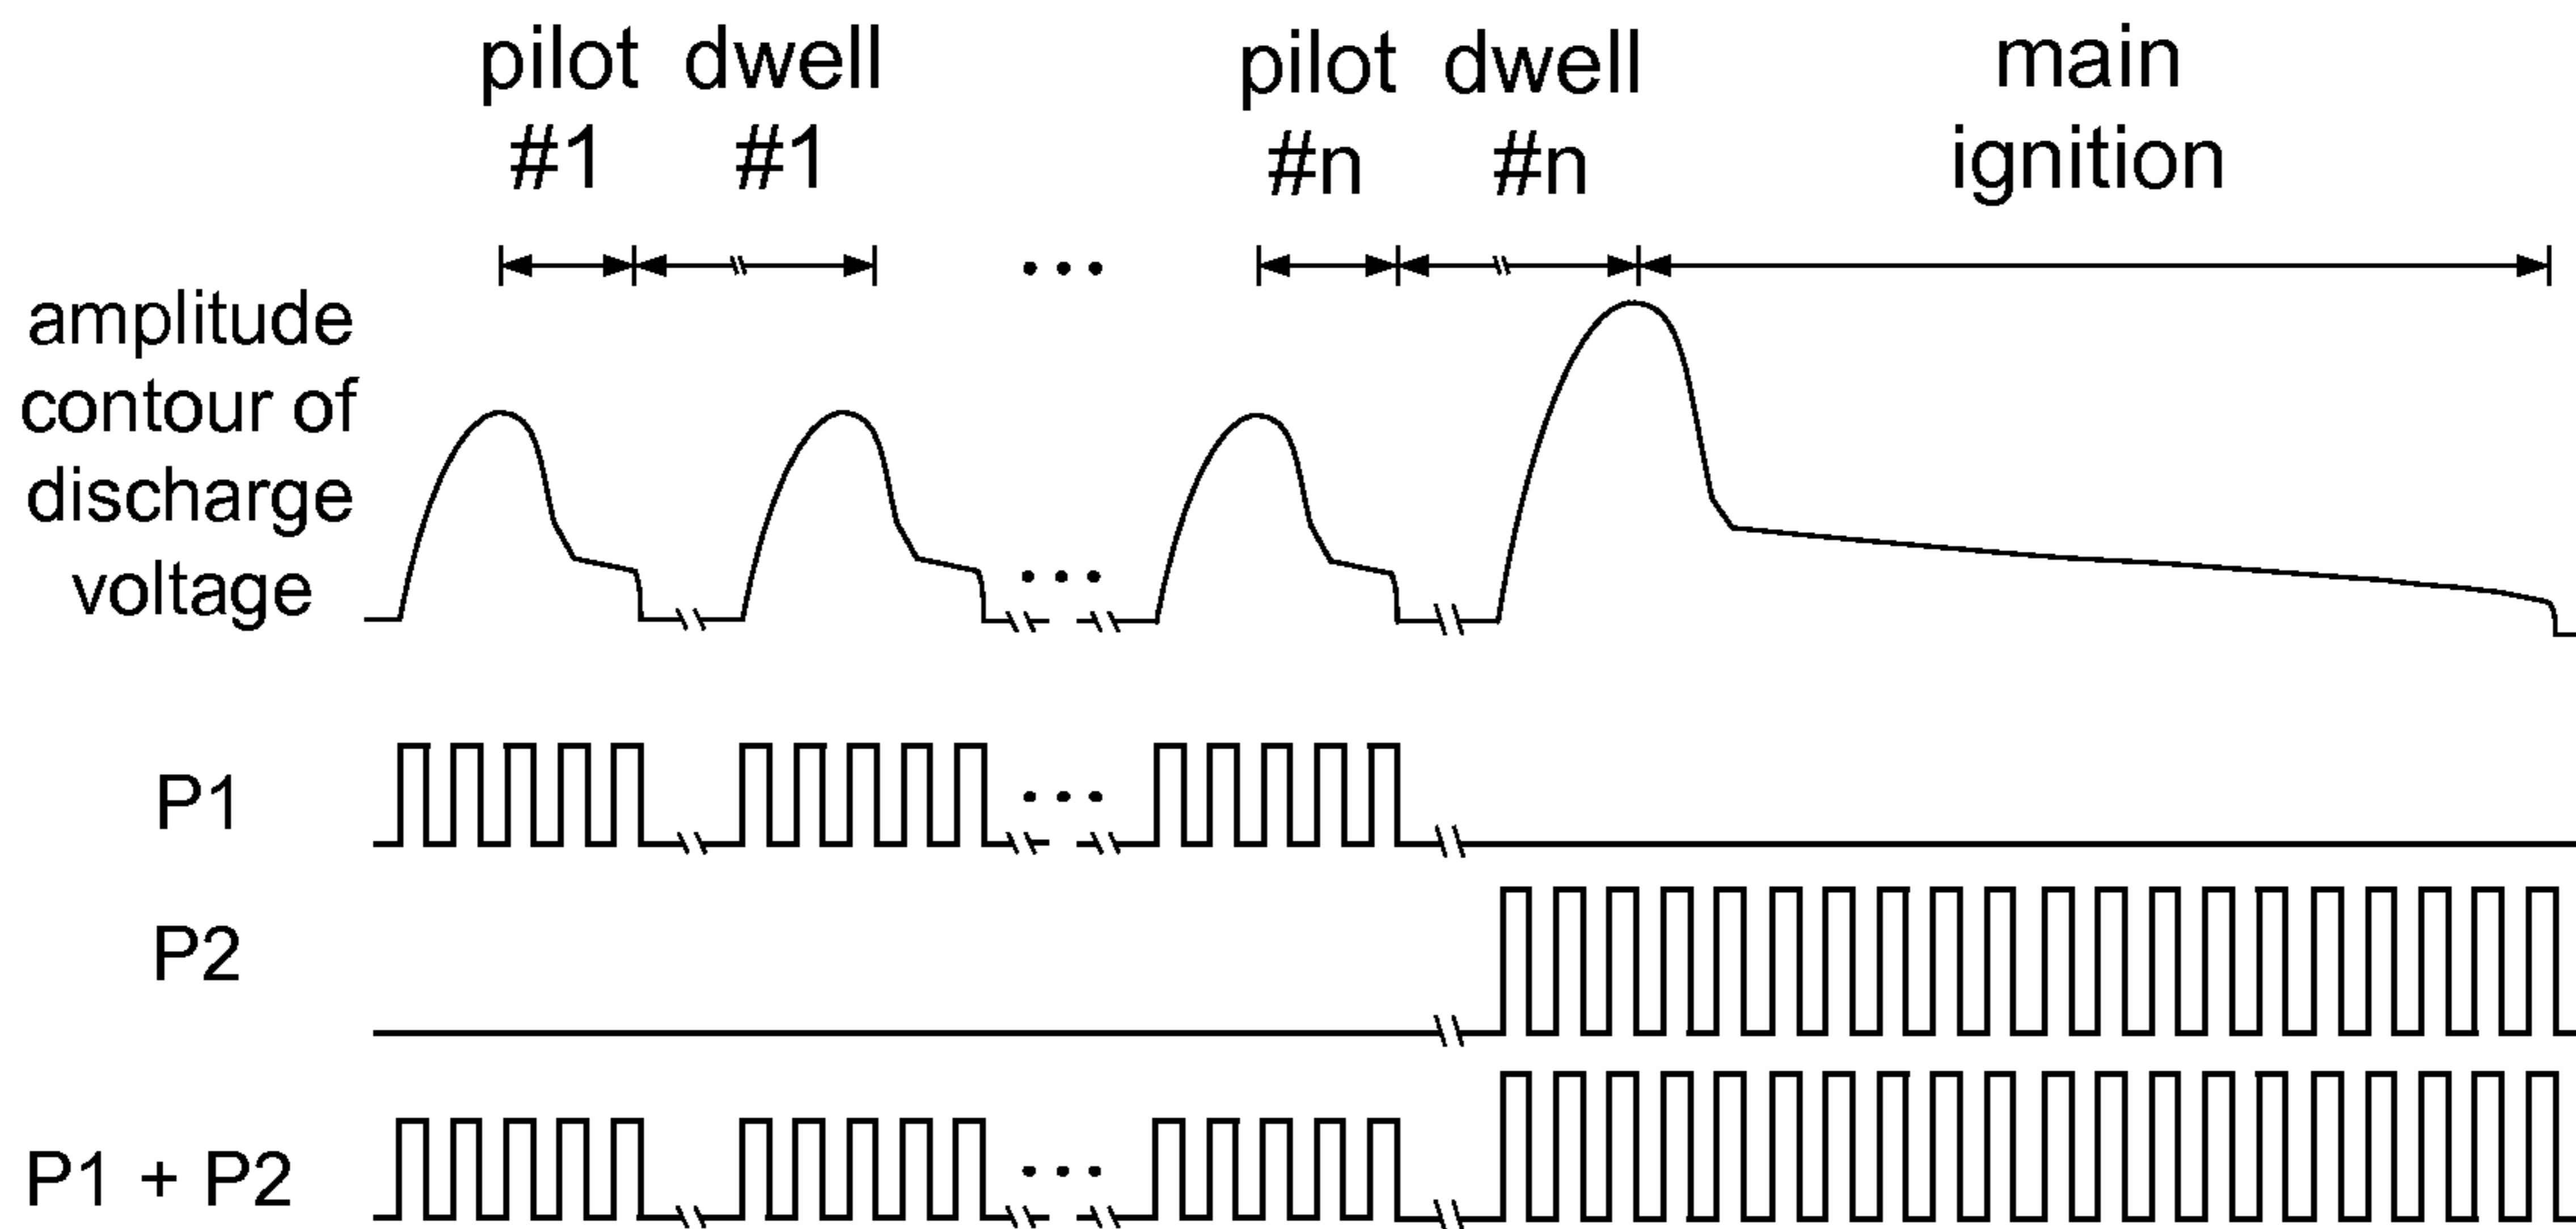 pilot dwell pilot dwell main
#1 #1 #n #n ignition
amplitude
contour of
discharge
voltage
P1
P2
P1 + P2